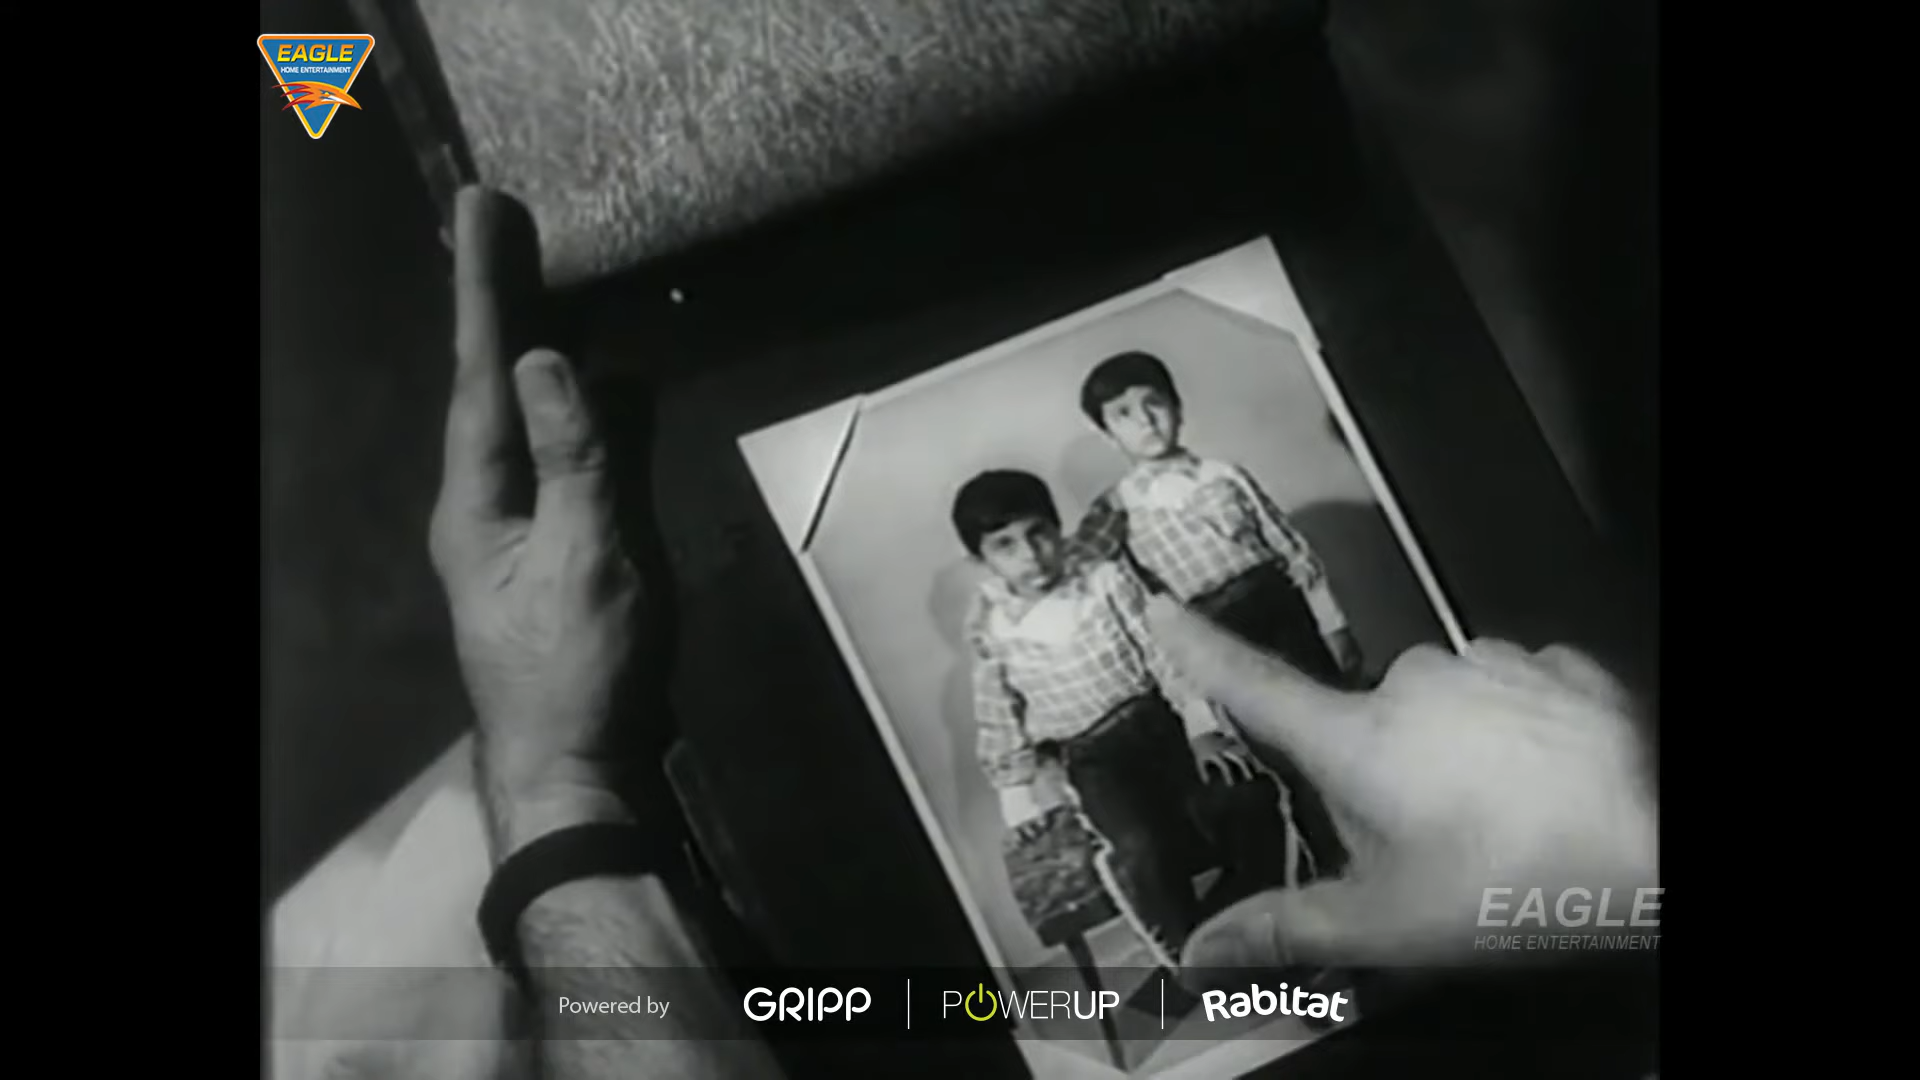 EAGLE
HOME ENTERTAINMENT
EAGLE
HOME ENTERTAINMENT
Powered by GRIPP POWERUP Rabitat